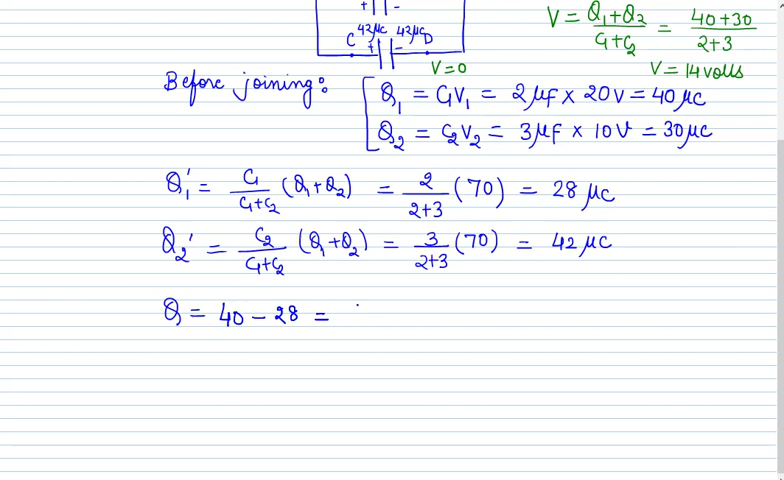 + -
C 42μC 42μC D
+ -
V=0
V = Q₁+Q₂/C₁+C₂ = 40+30/2+3
V = 14 volls
Before joining:
Q₁ = C₁V₁ = 2μF × 20V = 40μC
Q₂ = C₂V₂ = 3μF × 10V = 30μC
Q₁' = C₁/C₁+C₂ (Q₁+Q₂) = 2/2+3 (70) = 28 μC
Q₂' = C₂/C₁+C₂ (Q₁+Q₂) = 3/2+3 (70) = 42 μC
Q = 40 - 28 =